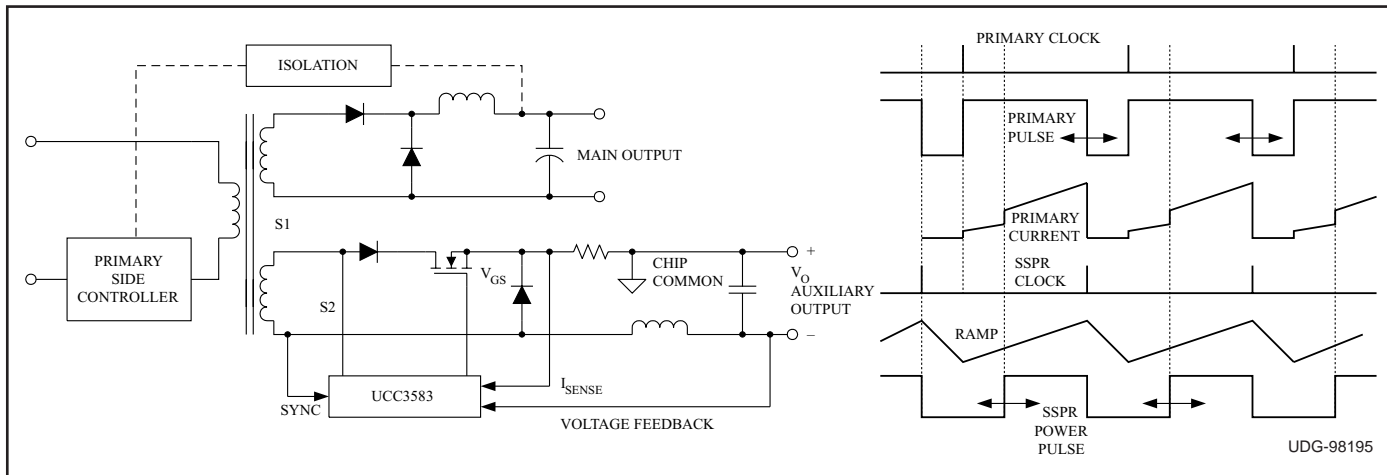 ISOLATION
MAIN OUTPUT
S1
PRIMARY
SIDE
CONTROLLER
S2
V_GS
CHIP
COMMON
+
V_O
AUXILIARY
OUTPUT
–
UCC3583
SYNC
I_SENSE
VOLTAGE FEEDBACK
PRIMARY CLOCK
PRIMARY
PULSE
PRIMARY
CURRENT
SSPR
CLOCK
RAMP
SSPR
POWER
PULSE
UDG-98195